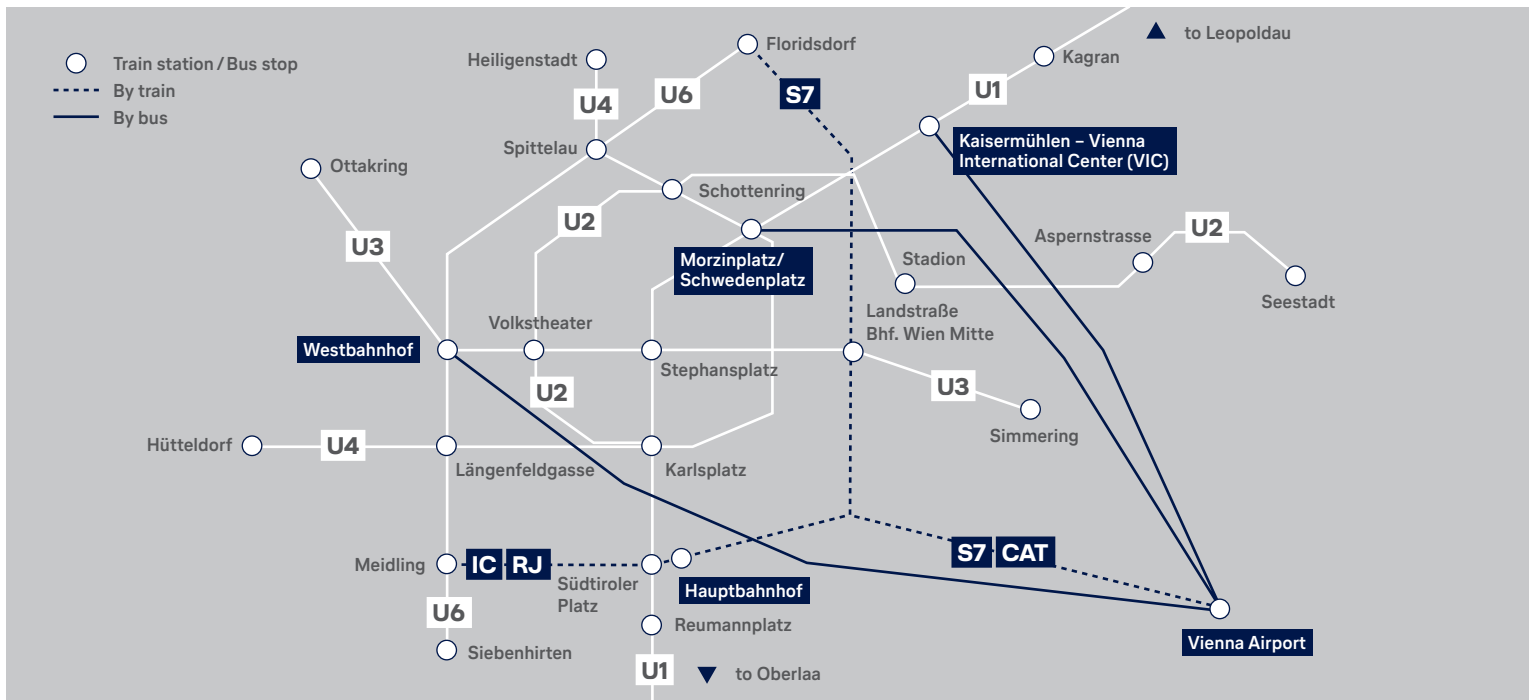 Train station / Bus stop
By train
By bus
▲ to Leopoldau
Floridsdorf
Heiligenstadt
Kagran
U4
U6
S7
U1
Kaisermühlen – Vienna
International Center (VIC)
Spittelau
Ottakring
Schottenring
U2
U3
Morzinplatz/
Schwedenplatz
Stadion
Aspernstrasse
U2
Seestadt
Landstraße
Bhf. Wien Mitte
Volkstheater
Westbahnhof
Stephansplatz
U2
U3
Simmering
Hütteldorf
U4
Längenfeldgasse
Karlsplatz
Meidling
IC RJ
Südtiroler
Platz
Hauptbahnhof
S7 CAT
U6
Reumannplatz
Vienna Airport
Siebenhirten
U1
▼ to Oberlaa